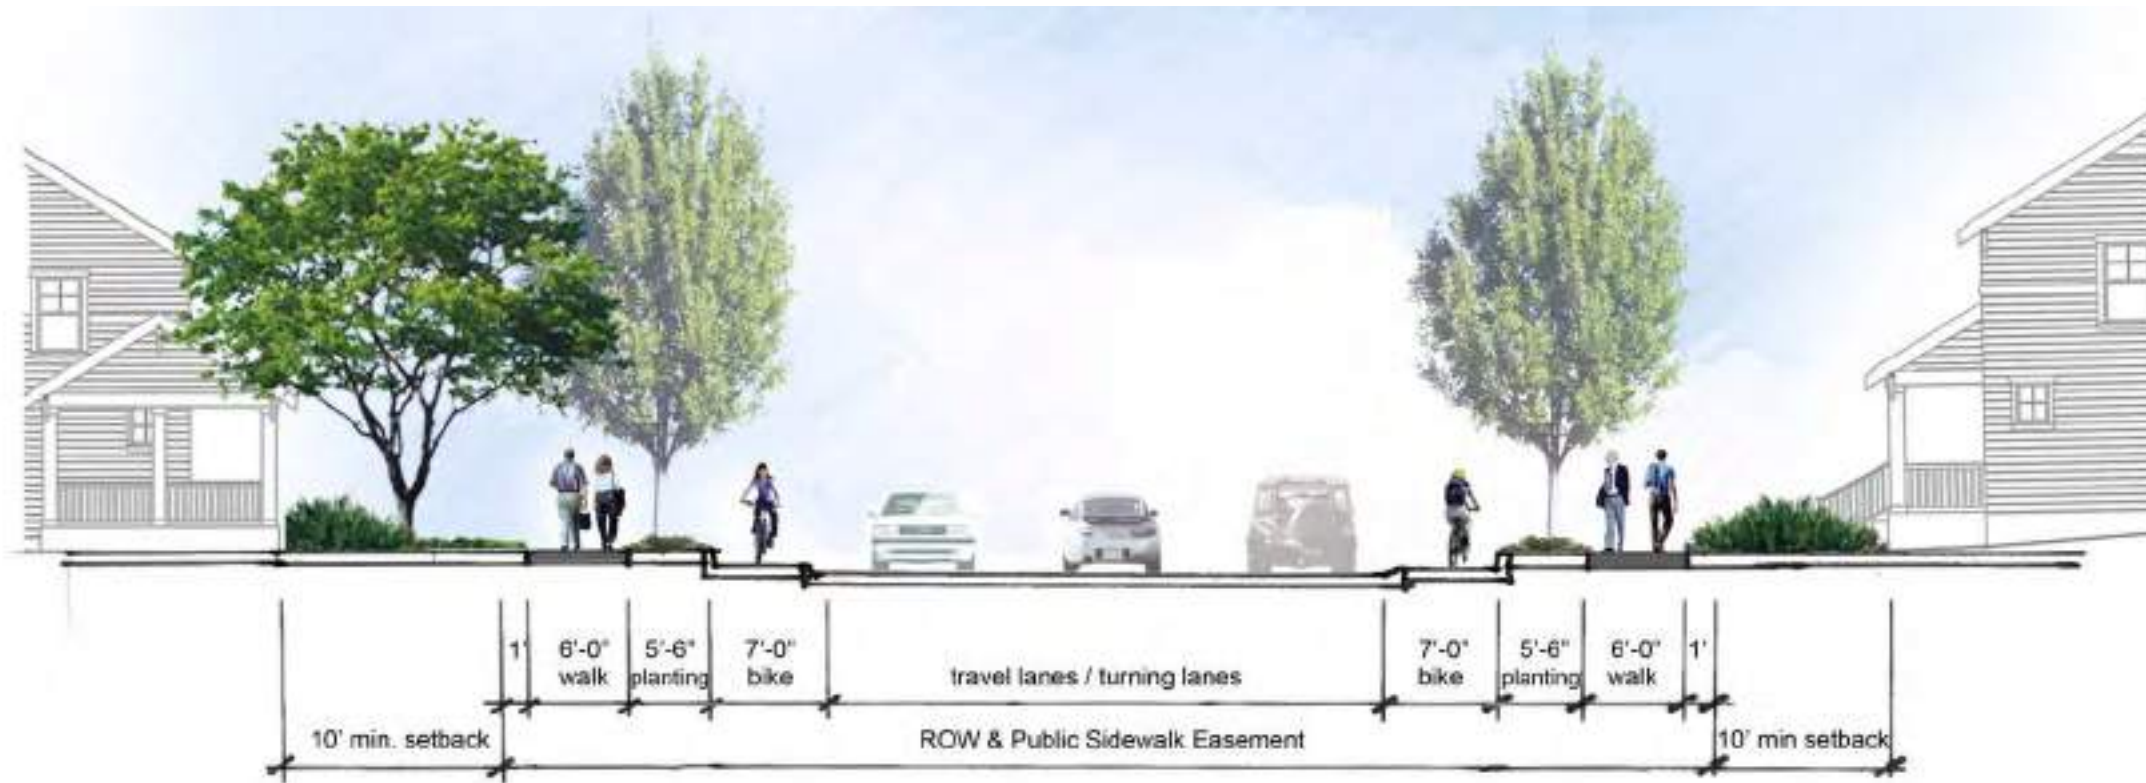 1' 6'-0" 5'-6" 7'-0" 7'-0" 5'-6" 6'-0" 1'
walk planting bike travel lanes / turning lanes bike planting walk
10' min. setback ROW & Public Sidewalk Easement 10' min setback